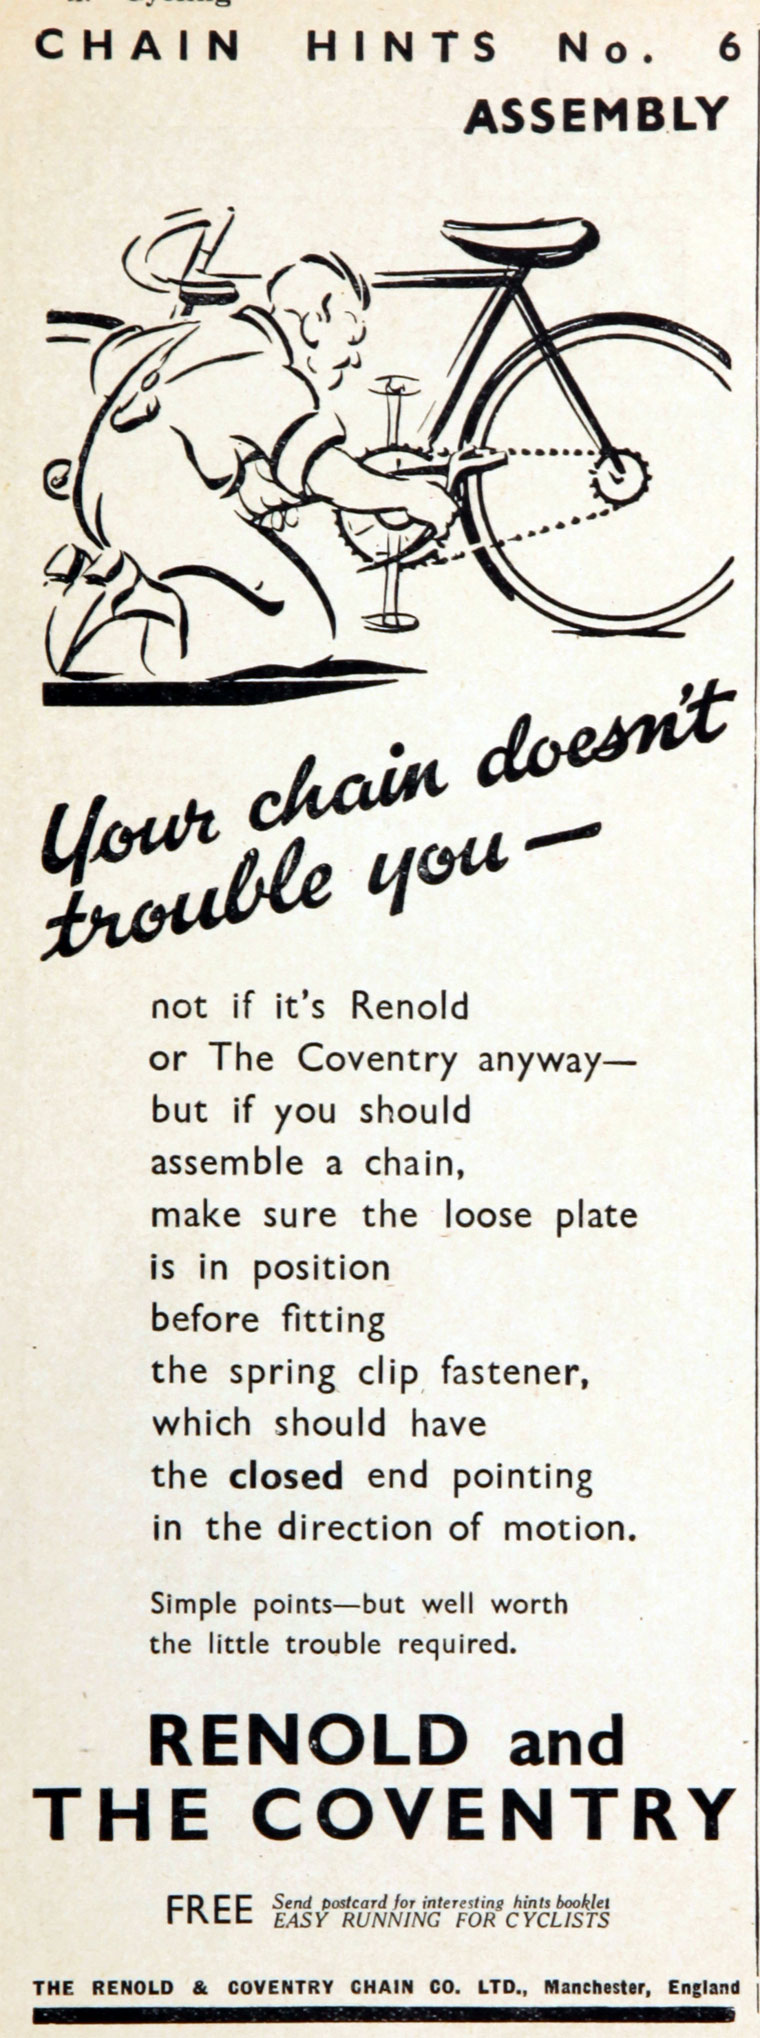 CHAIN HINTS No. 6
ASSEMBLY
Your chain doesn't
trouble you—
not if it's Renold
or The Coventry anyway—
but if you should
assemble a chain,
make sure the loose plate
is in position
before fitting
the spring clip fastener,
which should have
the closed end pointing
in the direction of motion.
Simple points—but well worth
the little trouble required.
RENOLD and
THE COVENTRY
FREE Send postcard for interesting hints booklet
EASY RUNNING FOR CYCLISTS
THE RENOLD & COVENTRY CHAIN CO. LTD., Manchester, England